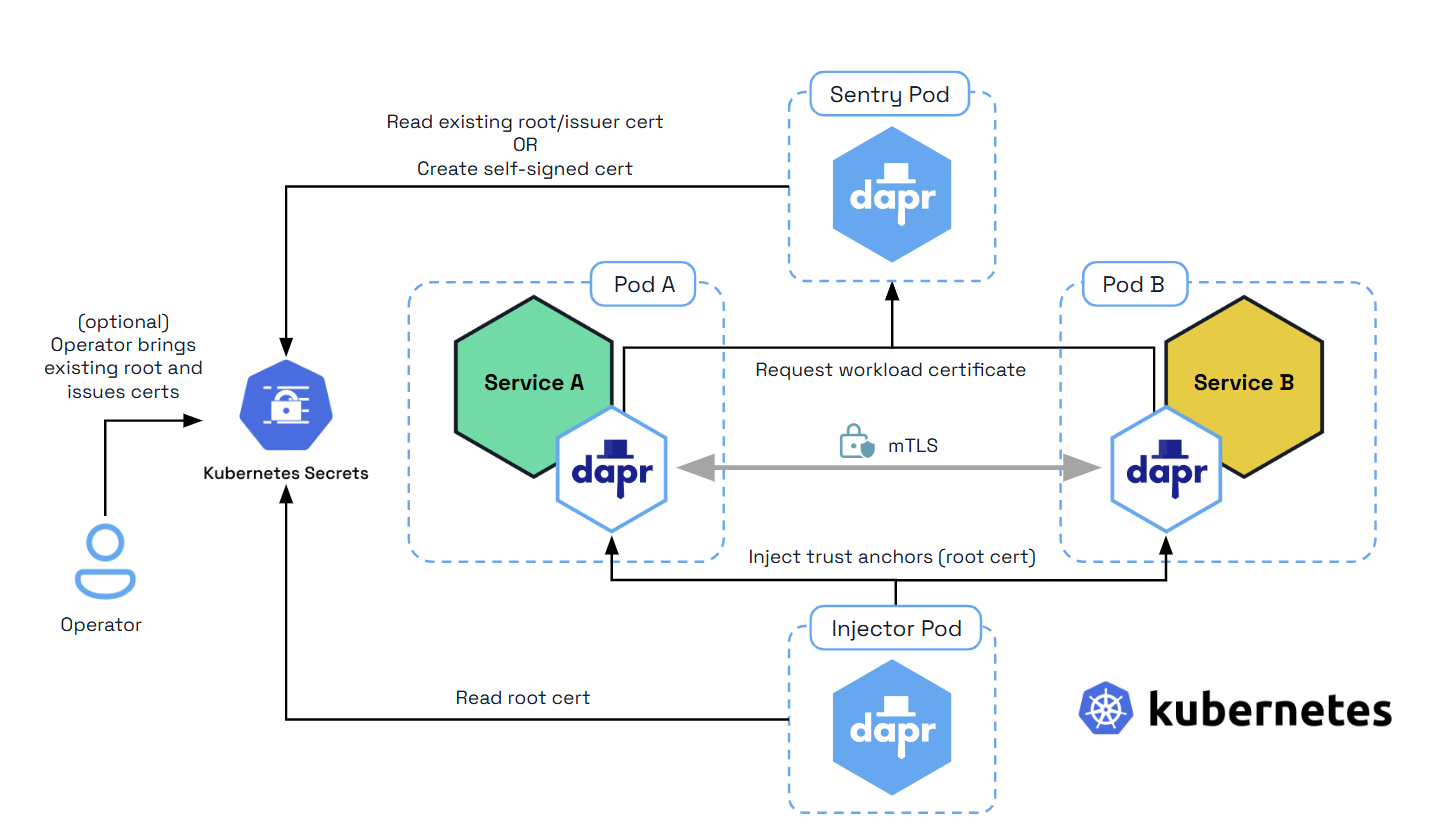 Sentry Pod
dapr
Read existing root/issuer cert
OR
Create self-signed cert
Pod A
Pod B
(optional)
Operator brings
existing root and
issues certs
Service A
Service B
Request workload certificate
dapr
mTLS
dapr
Kubernetes Secrets
Inject trust anchors (root cert)
Operator
Injector Pod
dapr
Read root cert
kubernetes